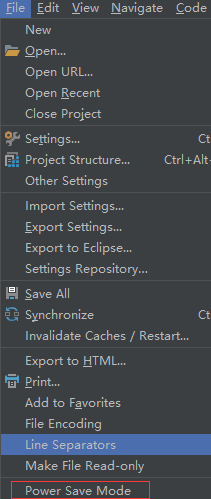 File Edit View Navigate Code
New
Open...
Open URL...
Open Recent
Close Project
Settings... Ct
Project Structure... Ctrl+Alt-
Other Settings
Import Settings...
Export Settings...
Export to Eclipse...
Settings Repository...
Save All
Synchronize Ct
Invalidate Caches / Restart...
Export to HTML...
Print...
Add to Favorites
File Encoding
Line Separators
Make File Read-only
Power Save Mode